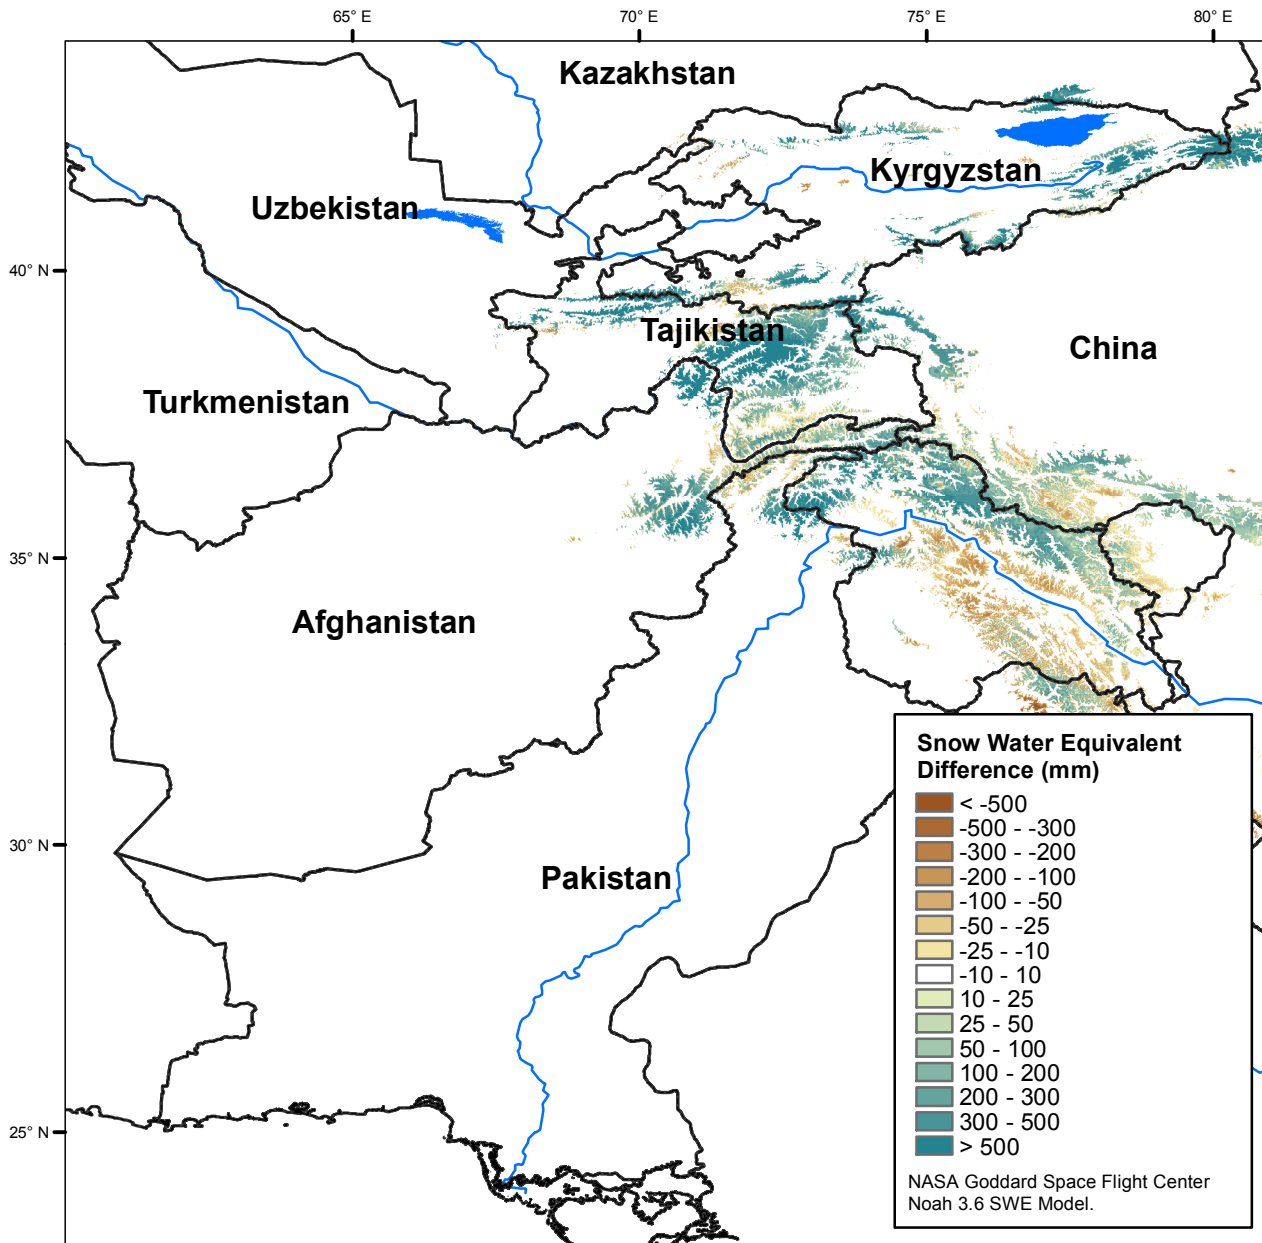 65° E
70° E
75° E
80° E
Kazakhstan
Kyrgyzstan
Uzbekistan
40° N
Tajikistan
China
Turkmenistan
35° N
Afghanistan
30° N
Pakistan
25° N
Snow Water Equivalent
Difference (mm)
< -500
-500 - -300
-300 - -200
-200 - -100
-100 - -50
-50 - -25
-25 - -10
-10 - 10
10 - 25
25 - 50
50 - 100
100 - 200
200 - 300
300 - 500
> 500
NASA Goddard Space Flight Center
Noah 3.6 SWE Model.